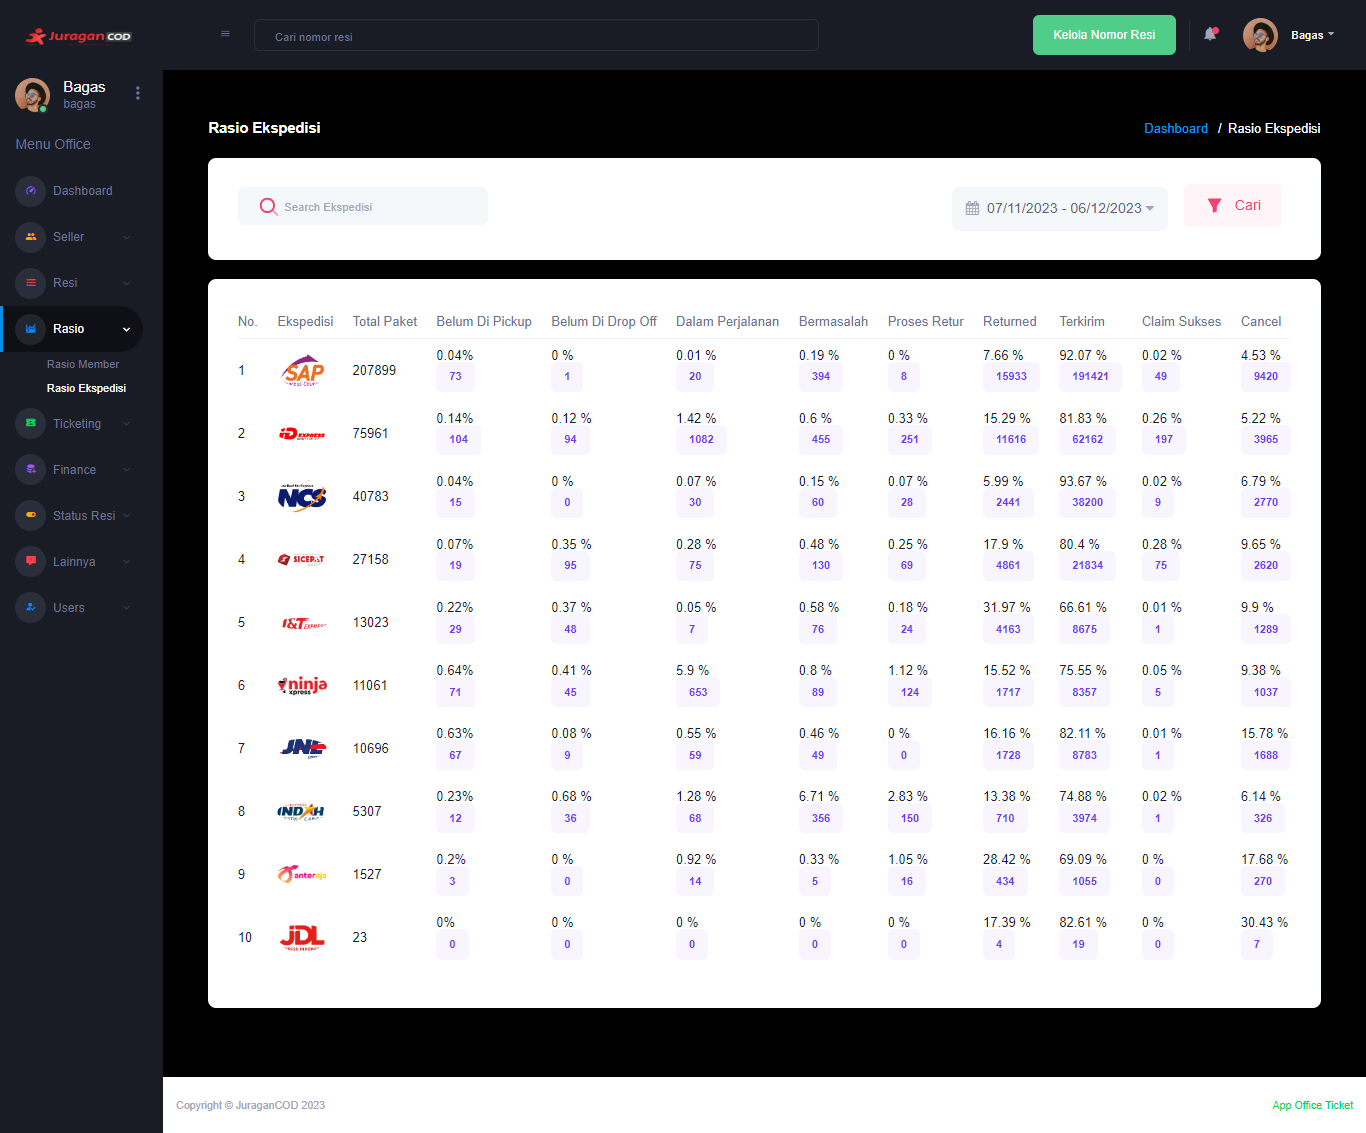 JuraganCOD
Cari nomor resi
Kelola Nomor Resi
Bagas
Bagas
bagas
Menu Office
Dashboard
Seller
Resi
Rasio
Rasio Member
Rasio Ekspedisi
Ticketing
Finance
Status Resi
Lainnya
Users
Rasio Ekspedisi
Dashboard / Rasio Ekspedisi
Search Ekspedisi
07/11/2023 - 06/12/2023
Cari
No. Ekspedisi Total Paket Belum Di Pickup Belum Di Drop Off Dalam Perjalanan Bermasalah Proses Retur Returned Terkirim Claim Sukses Cancel
0.04% 0 % 0.01 % 0.19 % 0 % 7.66 % 92.07 % 0.02 % 4.53 %
1 SAP 207899
73 1 20 394 8 15933 191421 49 9420
0.14% 0.12 % 1.42 % 0.6 % 0.33 % 15.29 % 81.83 % 0.26 % 5.22 %
2 iD EXPRESS 75961
104 94 1082 455 251 11616 62162 197 3965
0.04% 0 % 0.07 % 0.15 % 0.07 % 5.99 % 93.67 % 0.02 % 6.79 %
3 NCS 40783
15 0 30 60 28 2441 38200 9 2770
0.07% 0.35 % 0.28 % 0.48 % 0.25 % 17.9 % 80.4 % 0.28 % 9.65 %
4 SICEPAT 27158
19 95 75 130 69 4861 21834 75 2620
0.22% 0.37 % 0.05 % 0.58 % 0.18 % 31.97 % 66.61 % 0.01 % 9.9 %
5 J&T EXPRESS 13023
29 48 7 76 24 4163 8675 1 1289
0.64% 0.41 % 5.9 % 0.8 % 1.12 % 15.52 % 75.55 % 0.05 % 9.38 %
6 ninja xpress 11061
71 45 653 89 124 1717 8357 5 1037
0.63% 0.08 % 0.55 % 0.46 % 0 % 16.16 % 82.11 % 0.01 % 15.78 %
7 JNE 10696
67 9 59 49 0 1728 8783 1 1688
0.23% 0.68 % 1.28 % 6.71 % 2.83 % 13.38 % 74.88 % 0.02 % 6.14 %
8 INDAH 5307
12 36 68 356 150 710 3974 1 326
0.2% 0 % 0.92 % 0.33 % 1.05 % 28.42 % 69.09 % 0 % 17.68 %
9 anteraja 1527
3 0 14 5 16 434 1055 0 270
0% 0 % 0 % 0 % 0 % 17.39 % 82.61 % 0 % 30.43 %
10 JDL 23
0 0 0 0 0 4 19 0 7
Copyright © JuraganCOD 2023
App Office Ticket